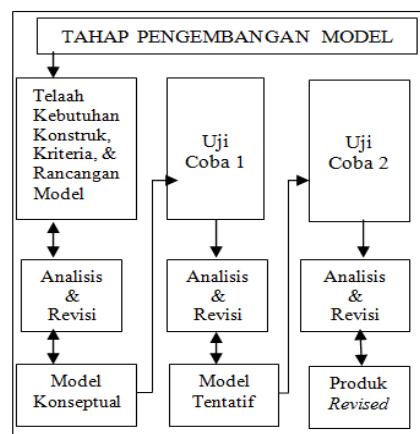 TAHAP PENGEMBANGAN MODEL
Telaah
Kebutuhan
Konstruk,
Kriteria, &
Rancangan
Model
Uji
Coba 1
Uji
Coba 2
Analisis
&
Revisi
Analisis
&
Revisi
Analisis
&
Revisi
Model
Konseptual
Model
Tentatif
Produk
Revised